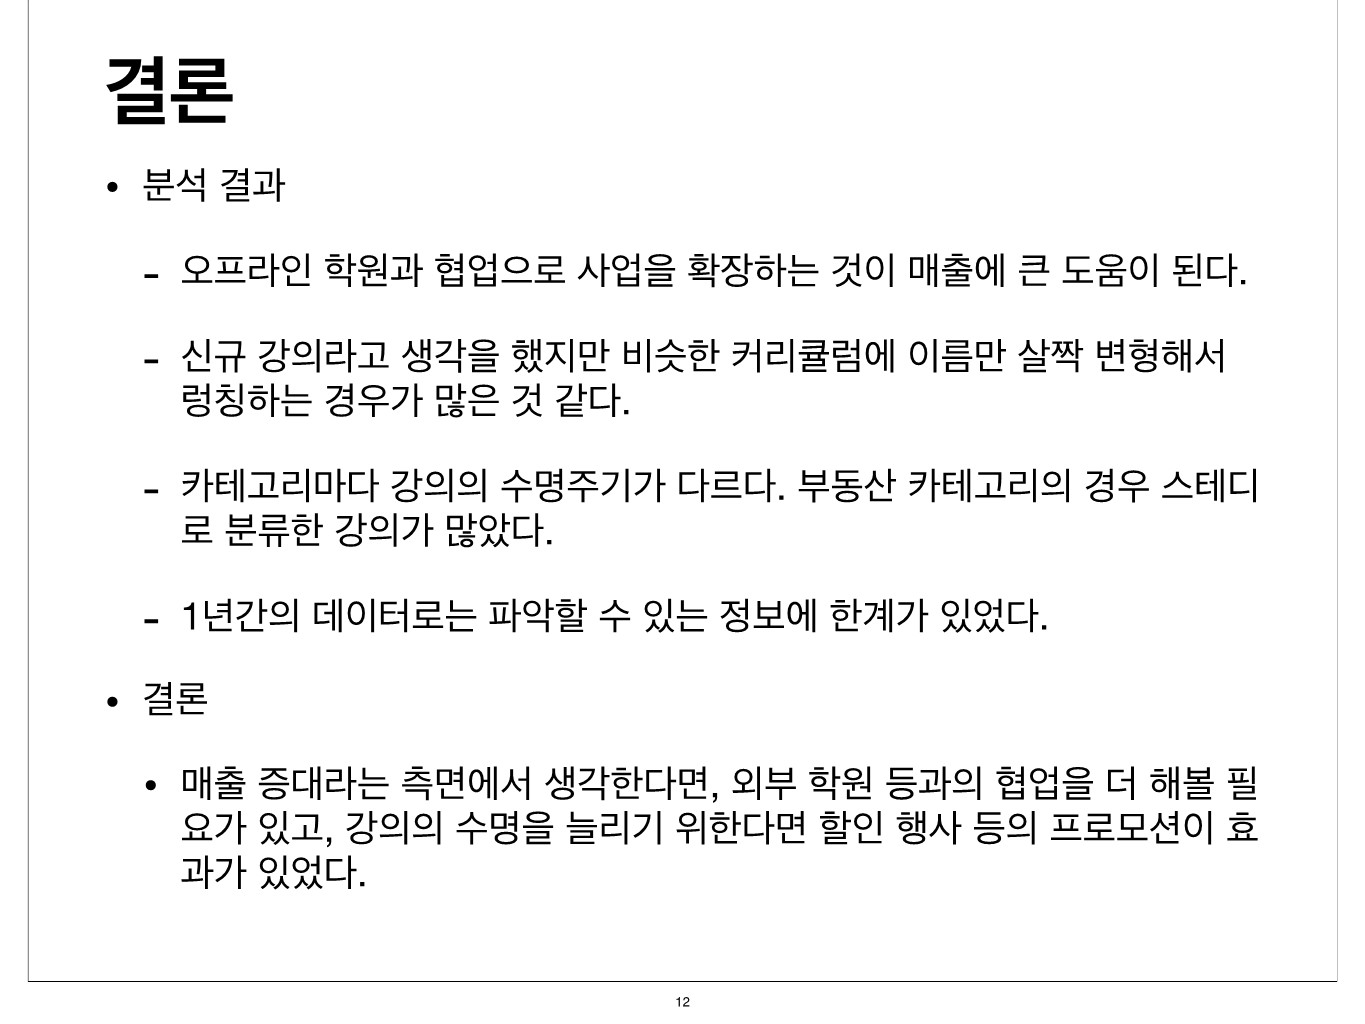 결론
• 분석 결과
- 오프라인 학원과 협업으로 사업을 확장하는 것이 매출에 큰 도움이 된다.
- 신규 강의라고 생각을 했지만 비슷한 커리큘럼에 이름만 살짝 변형해서
렁칭하는 경우가 많은 것 같다.
- 카테고리마다 강의의 수명주기가 다르다. 부동산 카테고리의 경우 스테디
로 분류한 강의가 많았다.
- 1년간의 데이터로는 파악할 수 있는 정보에 한계가 있었다.
• 결론
• 매출 증대라는 측면에서 생각한다면, 외부 학원 등과의 협업을 더 해볼 필
요가 있고, 강의의 수명을 늘리기 위한다면 할인 행사 등의 프로모션이 효
과가 있었다.
12